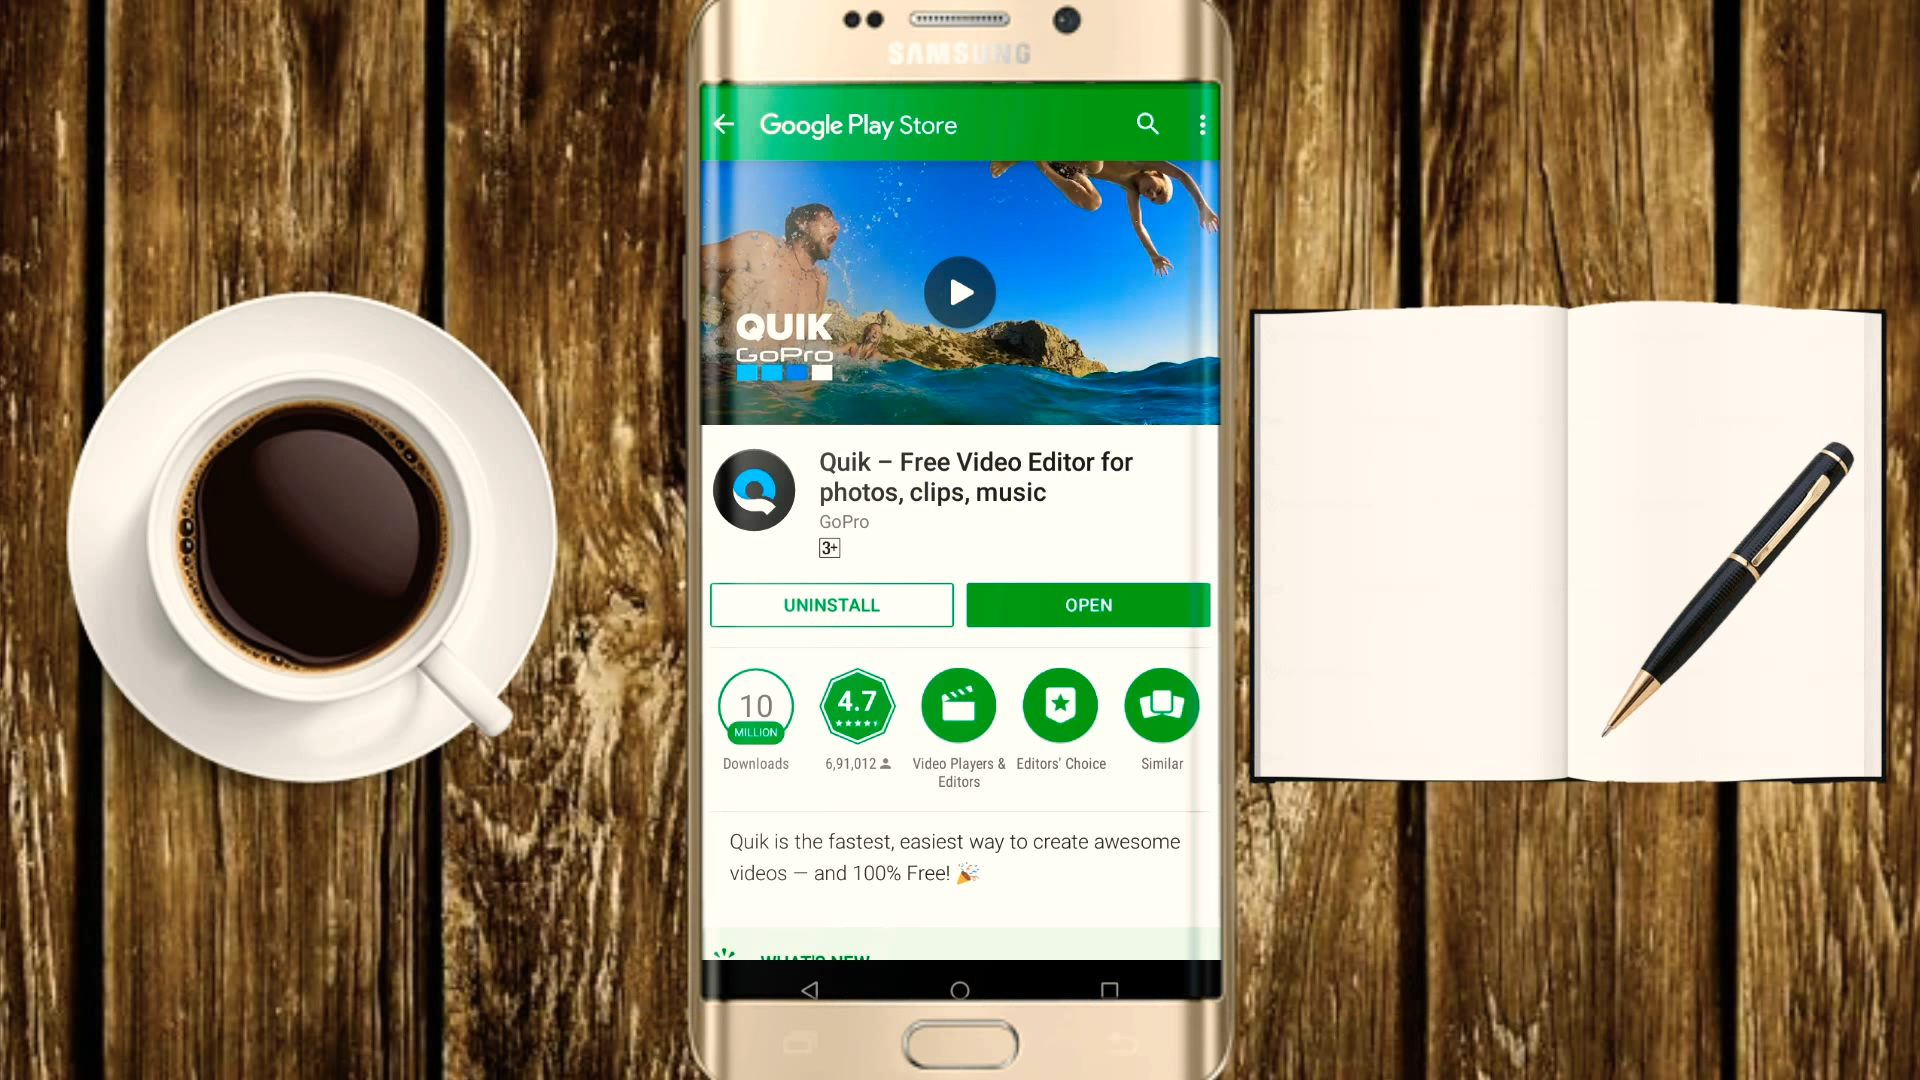 SAMSUNG
Google Play Store
QUIK
GoPro
Quik – Free Video Editor for
photos, clips, music
GoPro
3+
UNINSTALL
OPEN
10
MILLION
4.7
Downloads
6,91,012
Video Players &
Editors
Editors' Choice
Similar
Quik is the fastest, easiest way to create awesome
videos — and 100% Free! 🎉
WHAT'S NEW